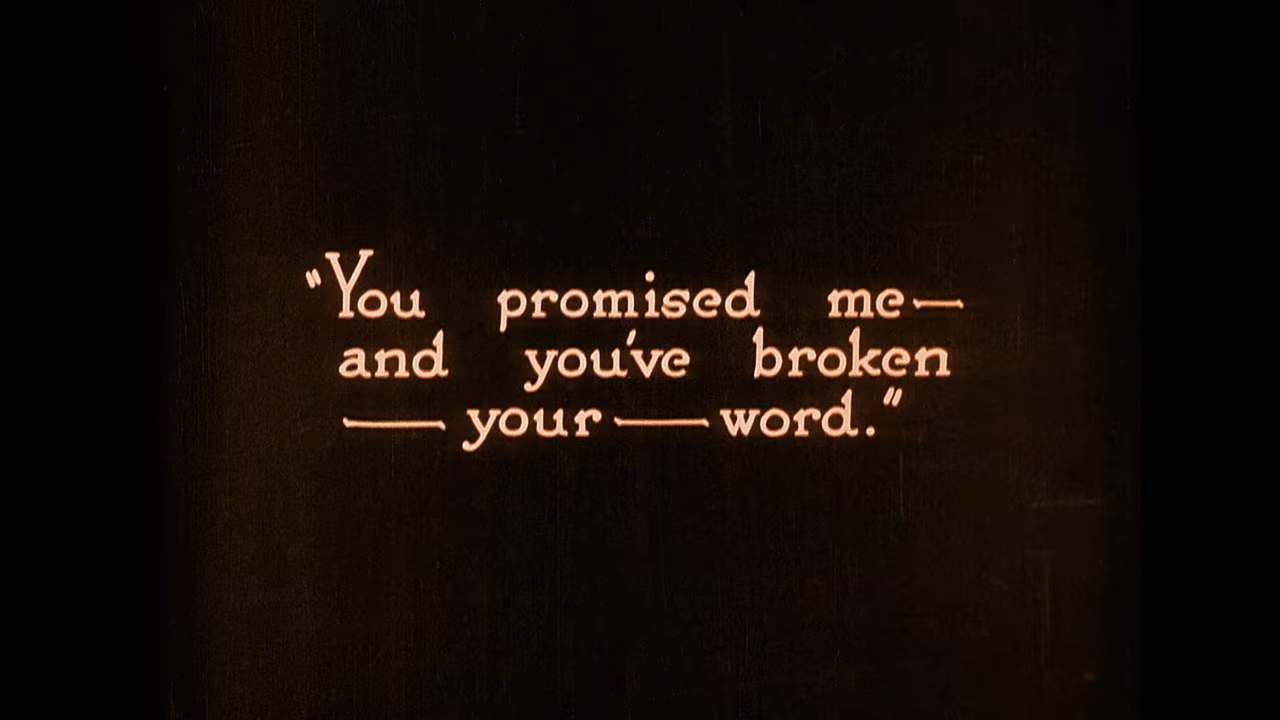 "You promised me—
and you've broken
— your — word."